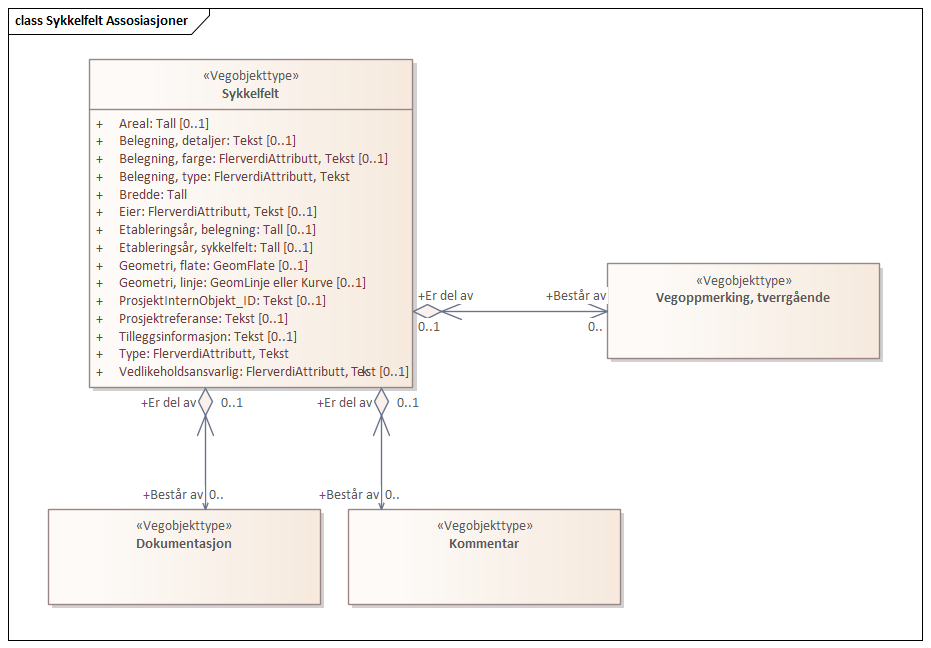 class Sykkelfelt Assosiasjoner
«Vegobjekttype»
Sykkelfelt
+ Areal: Tall [0..1]
+ Belegning, detaljer: Tekst [0..1]
+ Belegning, farge: FlerverdiAttributt, Tekst [0..1]
+ Belegning, type: FlerverdiAttributt, Tekst
+ Bredde: Tall
+ Eier: FlerverdiAttributt, Tekst [0..1]
+ Etableringsår, belegning: Tall [0..1]
+ Etableringsår, sykkelfelt: Tall [0..1]
+ Geometri, flate: GeomFlate [0..1]
+ Geometri, linje: GeomLinje eller Kurve [0..1]
+ ProsjektInternObjekt_ID: Tekst [0..1]
+ Prosjektreferanse: Tekst [0..1]
+ Tilleggsinformasjon: Tekst [0..1]
+ Type: FlerverdiAttributt, Tekst
+ Vedlikeholdsansvarlig: FlerverdiAttributt, Tekst [0..1]
+Er del av
0..1
+Består av
0..
«Vegobjekttype»
Vegoppmerking, tverrgående
+Er del av 0..1
+Er del av 0..1
+Består av 0..
+Består av 0..
«Vegobjekttype»
Dokumentasjon
«Vegobjekttype»
Kommentar